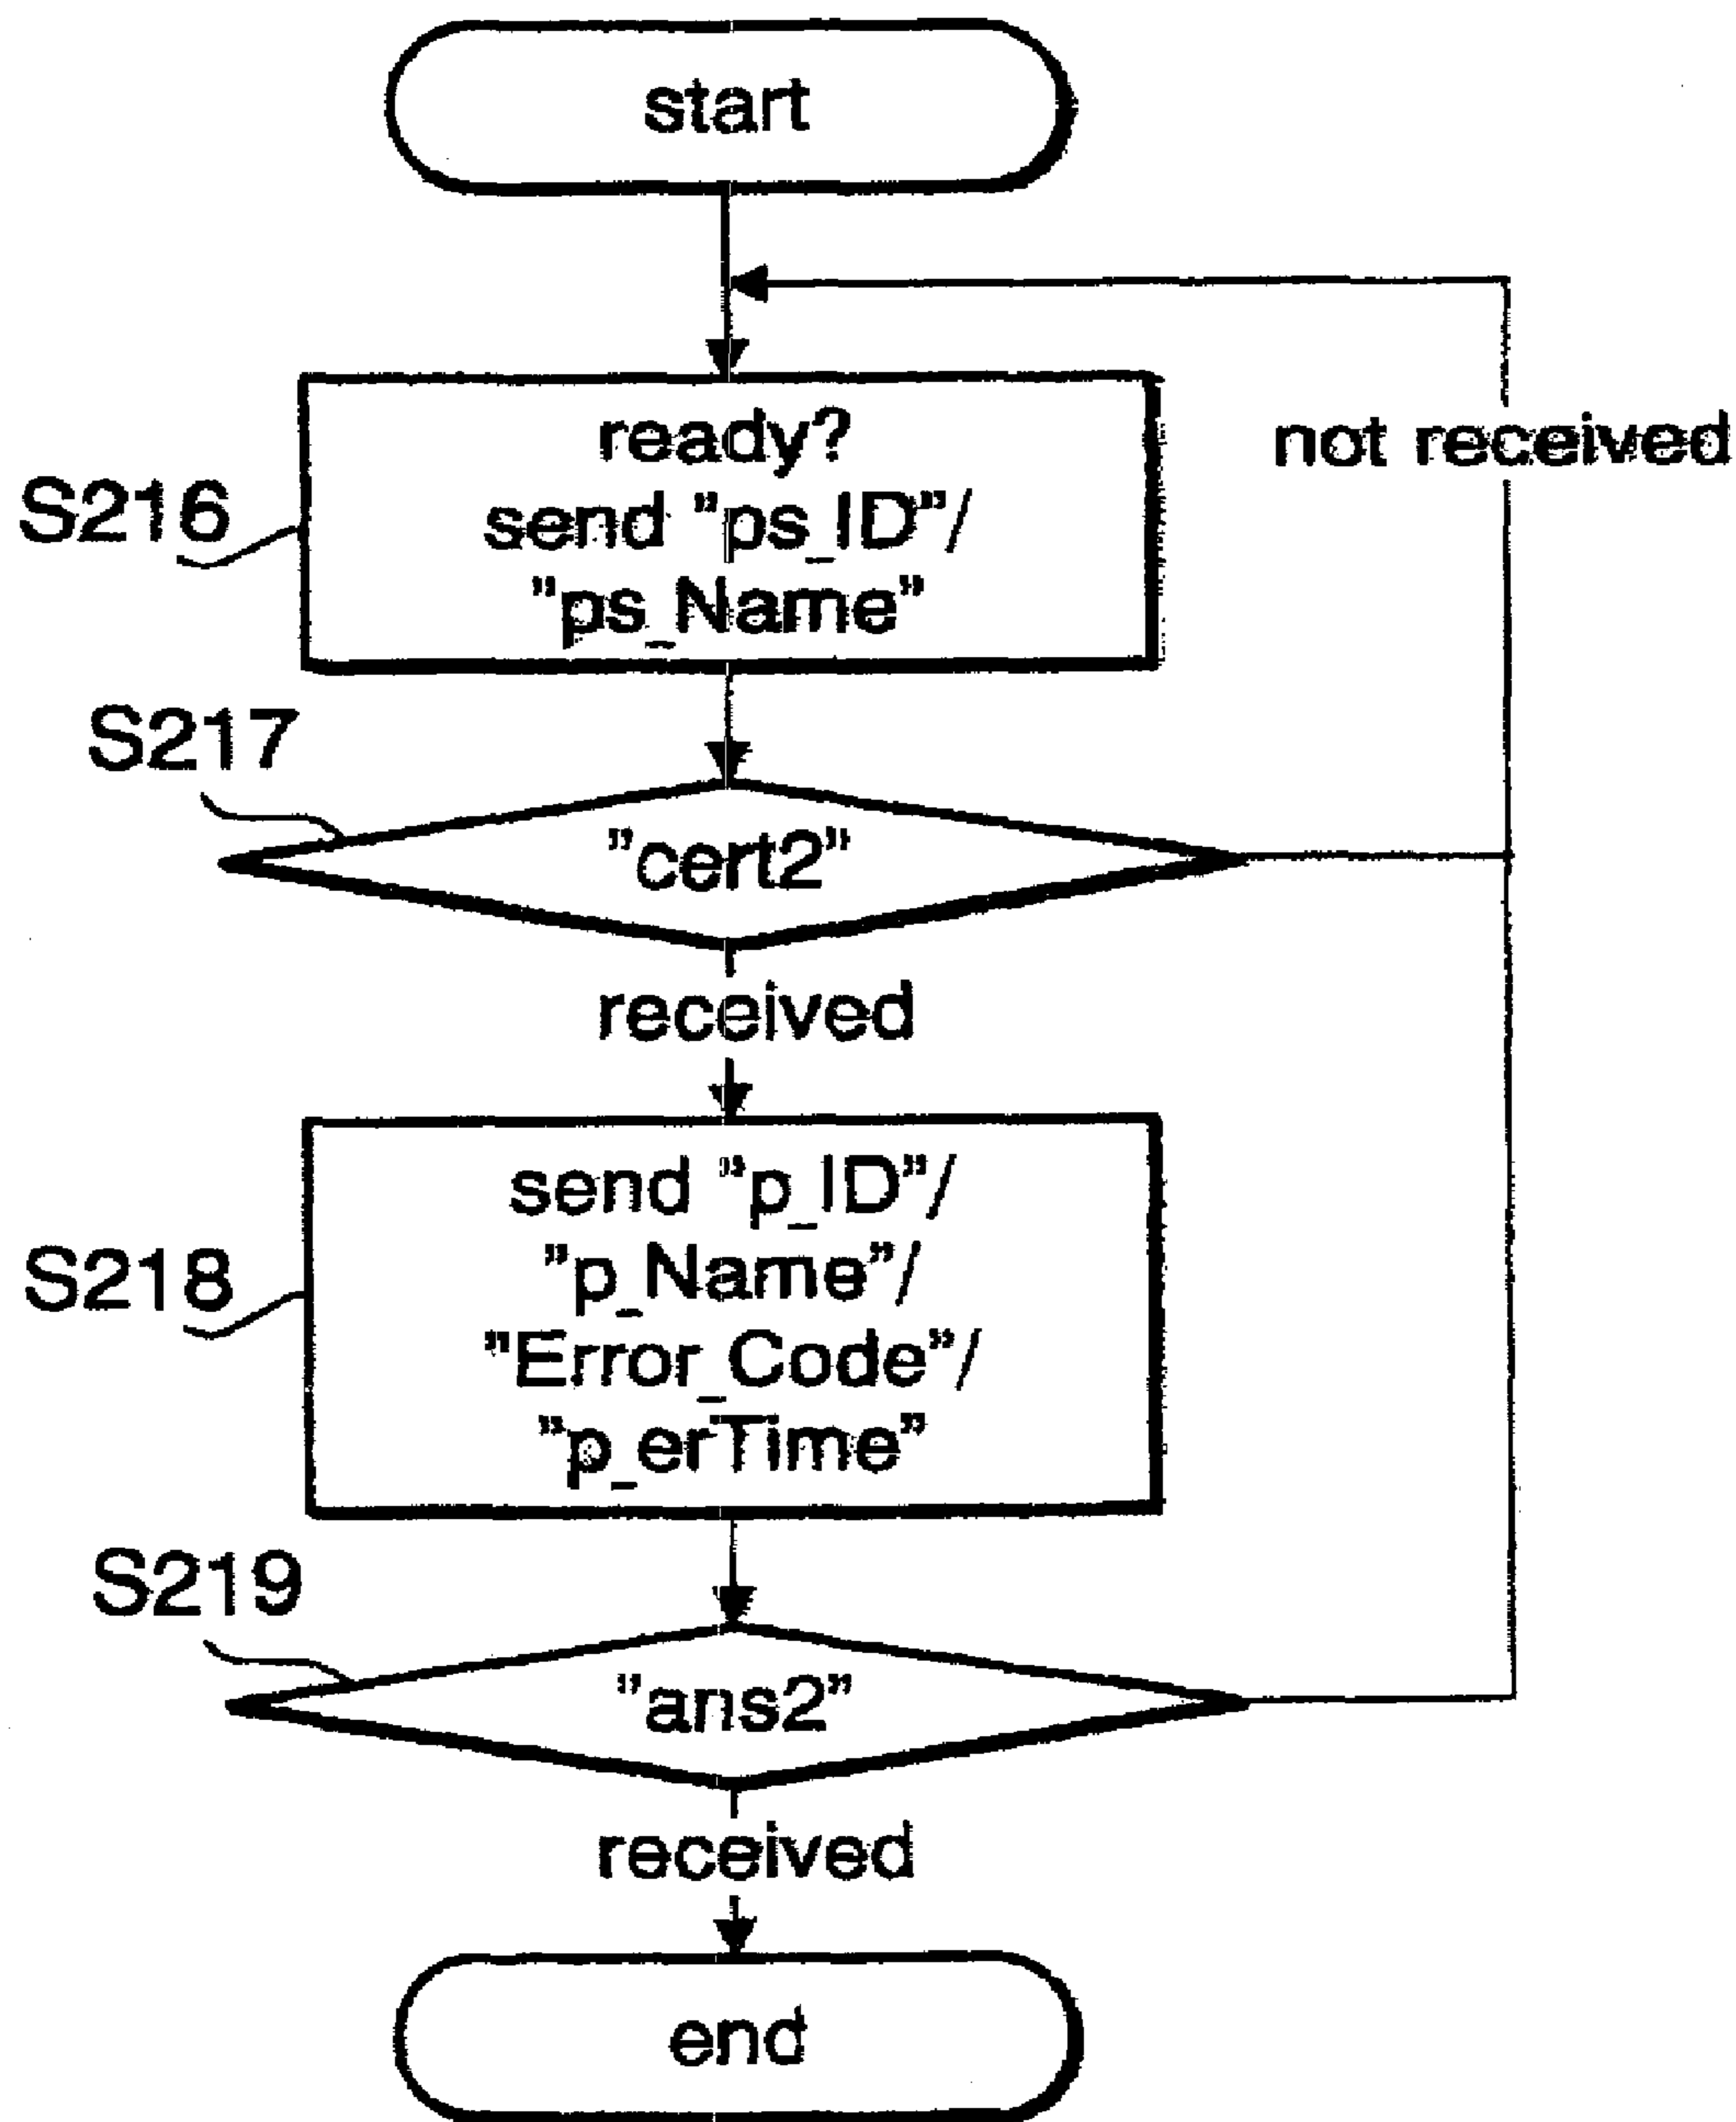 start
ready?
send "ps_ID"/
"ps_Name"
not received
S216
S217
"cert2"
received
send "p_ID"/
"p_Name"/
"Error_Code"/
"p_erTime"
S218
S219
"ans2"
received
end